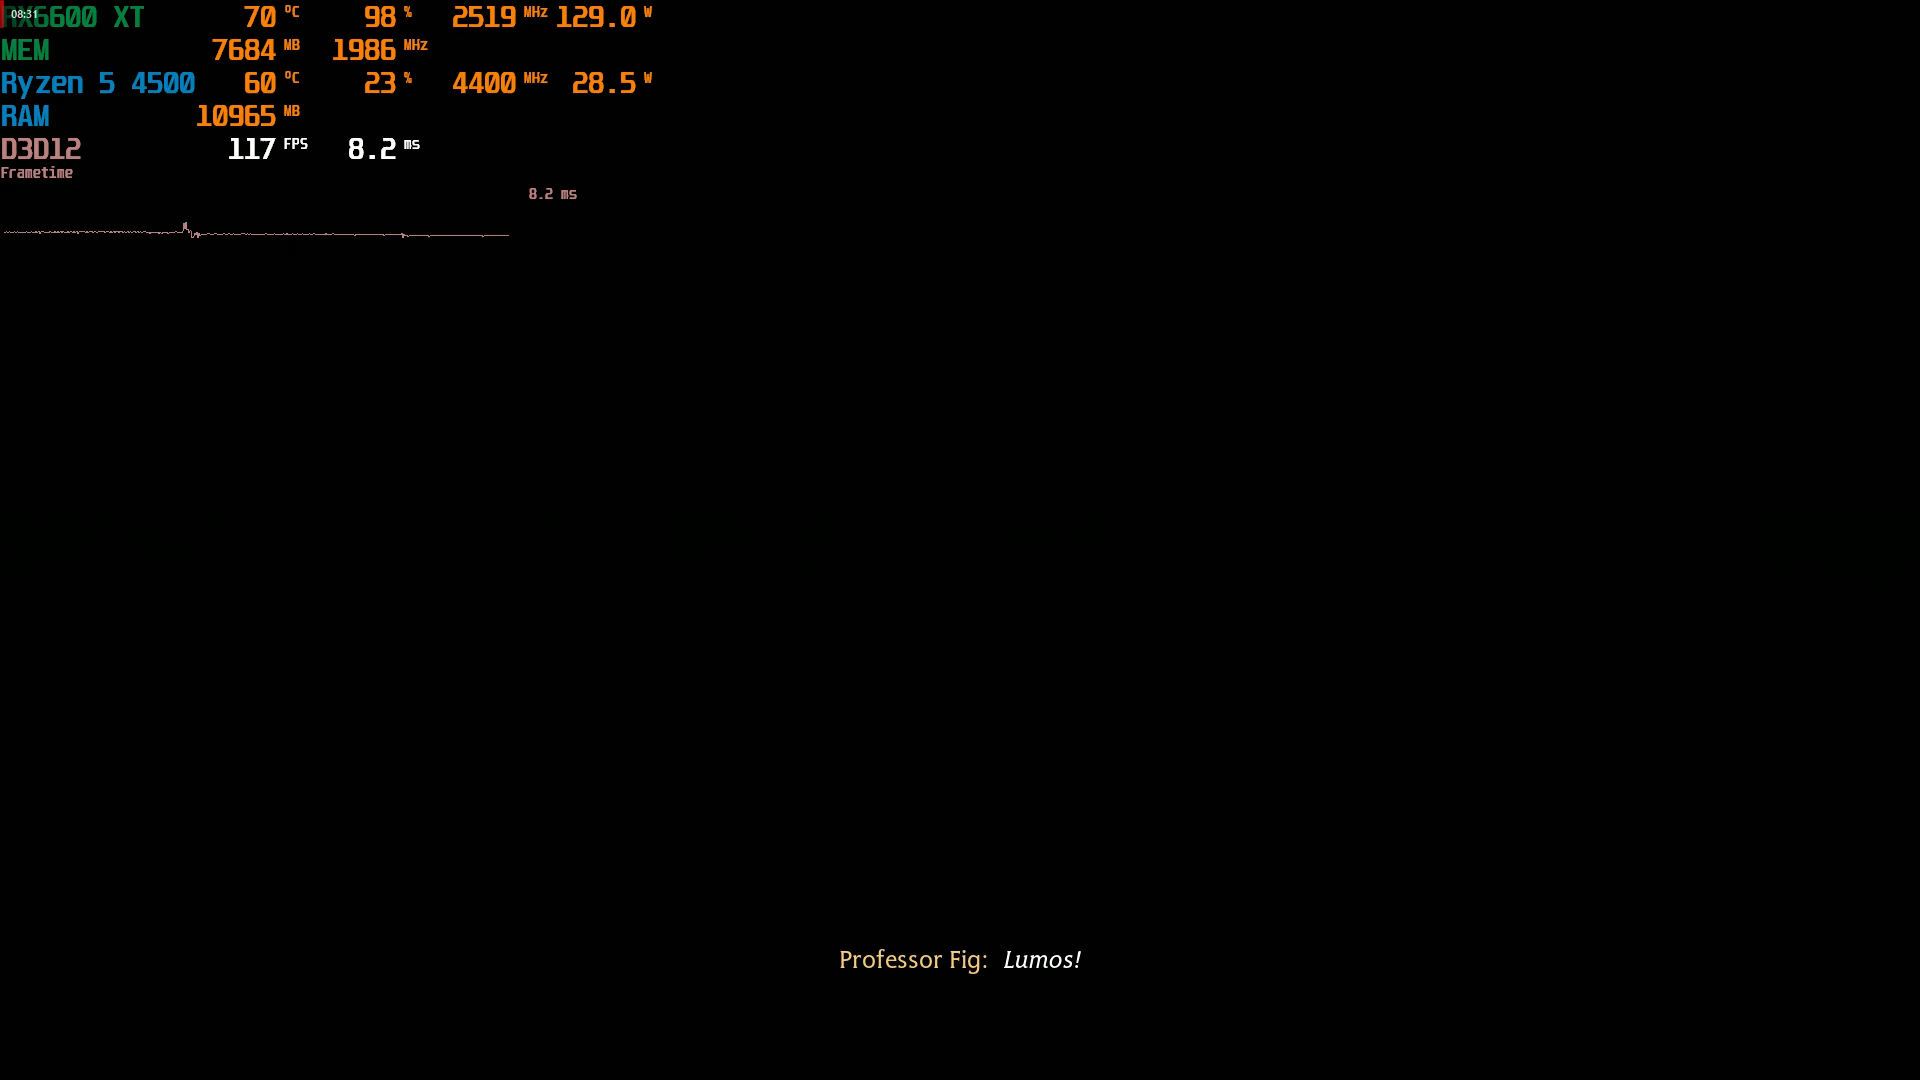 08:31
RX6600 XT 70 °C 98 % 2519 MHz 129.0 W
MEM 7684 MB 1986 MHz
Ryzen 5 4500 60 °C 23 % 4400 MHz 28.5 W
RAM 10965 MB
D3D12 117 FPS 8.2 ms
Frametime
8.2 ms
Professor Fig: Lumos!